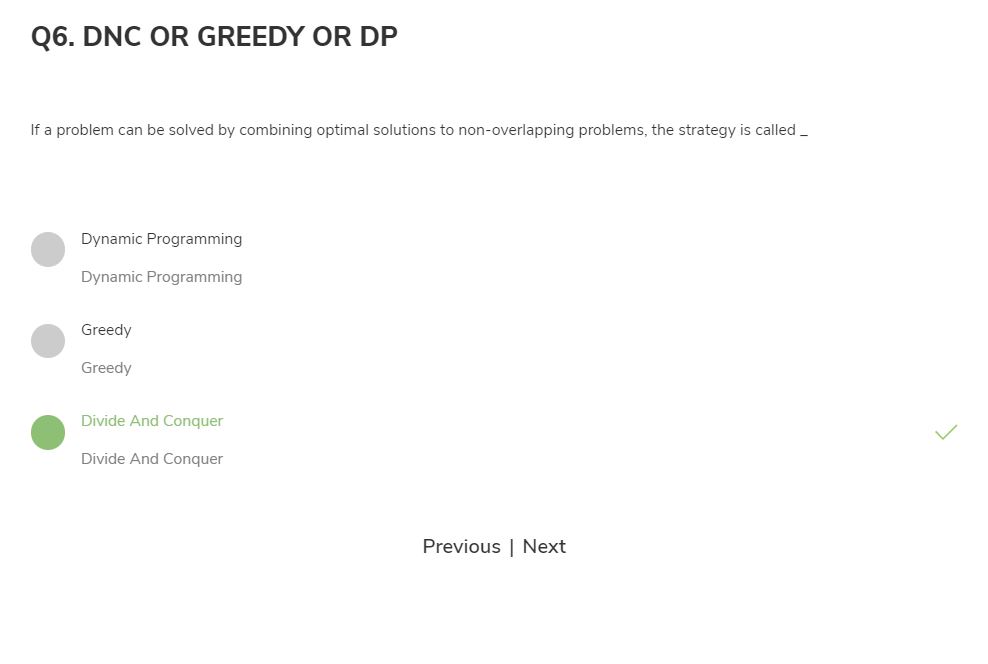 Q6. DNC OR GREEDY OR DP
If a problem can be solved by combining optimal solutions to non-overlapping problems, the strategy is called _
Dynamic Programming
Dynamic Programming
Greedy
Greedy
Divide And Conquer
Divide And Conquer
Previous | Next